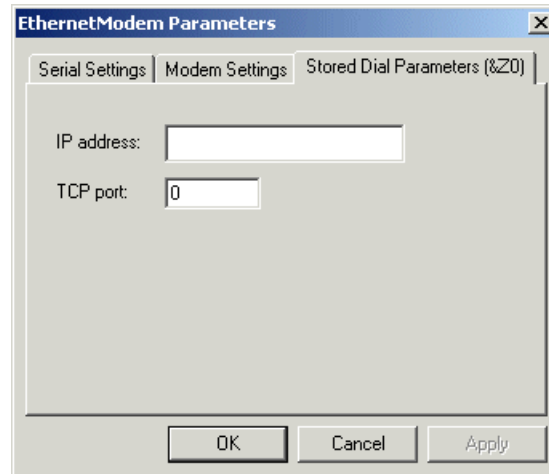 EthernetModem Parameters
Serial Settings Modem Settings Stored Dial Parameters (&Z0)
IP address:
TCP port: 0
OK Cancel Apply